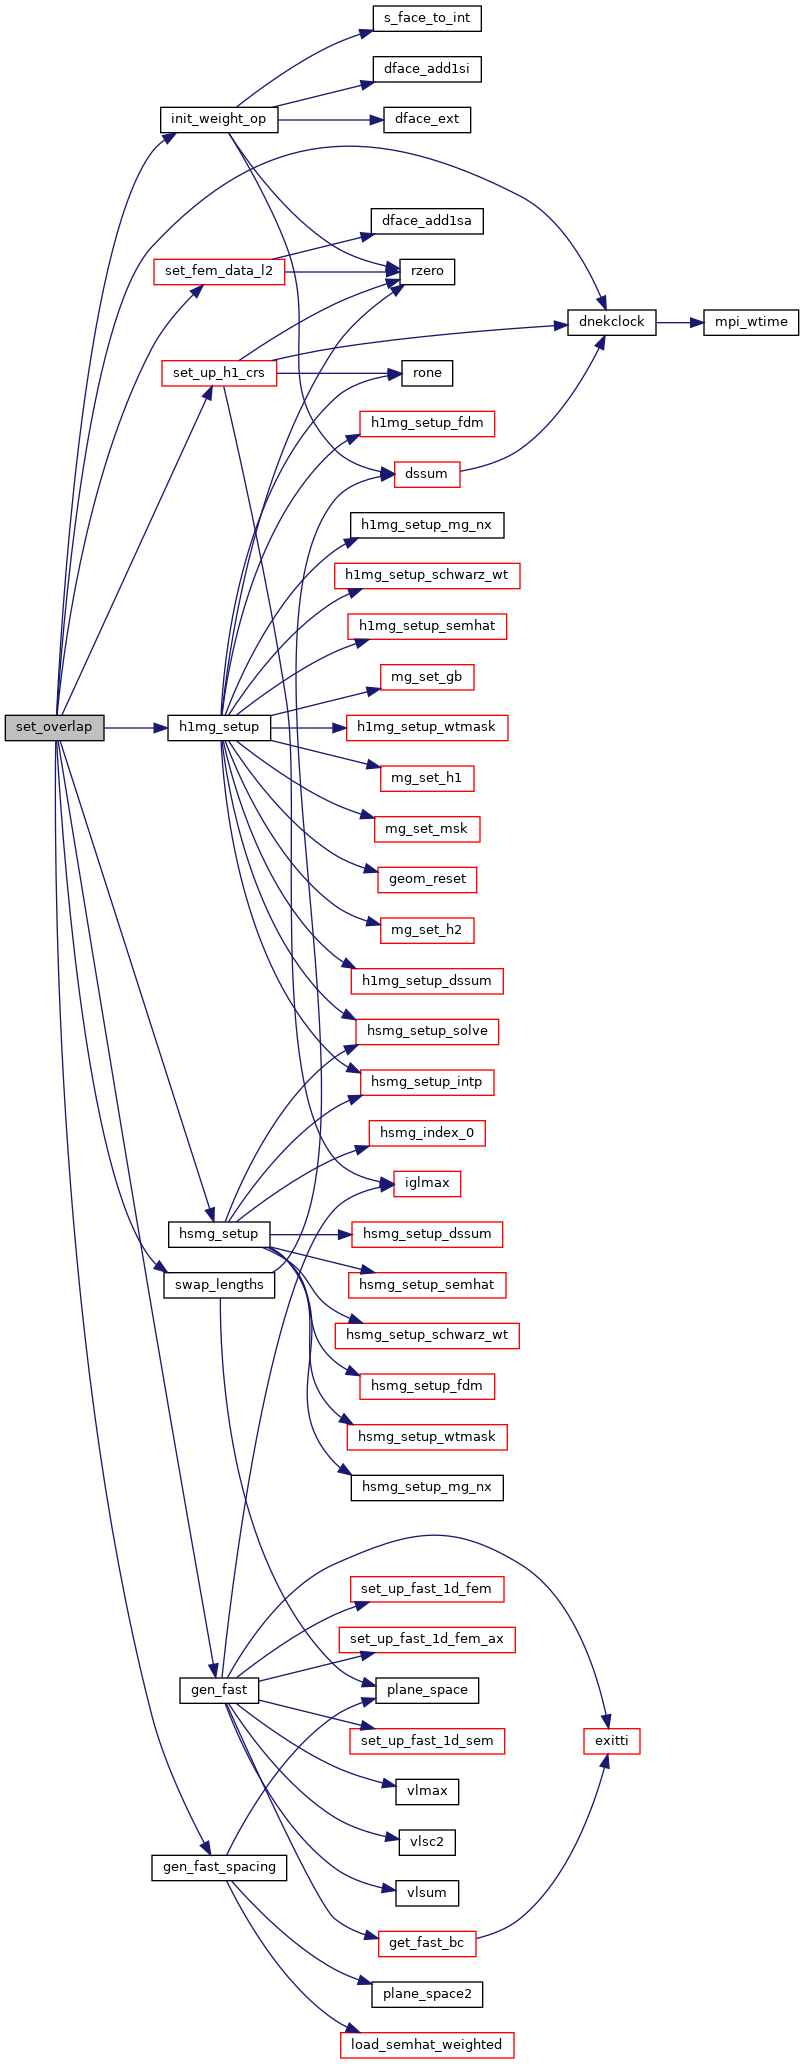 s_face_to_int
dface_add1si
init_weight_op
dface_ext
dface_add1sa
set_fem_data_l2
rzero
dnekclock
mpi_wtime
set_up_h1_crs
rone
h1mg_setup_fdm
dssum
h1mg_setup_mg_nx
h1mg_setup_schwarz_wt
h1mg_setup_semhat
mg_set_gb
set_overlap
h1mg_setup
h1mg_setup_wtmask
mg_set_h1
mg_set_msk
geom_reset
mg_set_h2
h1mg_setup_dssum
hsmg_setup_solve
hsmg_setup_intp
hsmg_index_0
iglmax
hsmg_setup
hsmg_setup_dssum
swap_lengths
hsmg_setup_semhat
hsmg_setup_schwarz_wt
hsmg_setup_fdm
hsmg_setup_wtmask
hsmg_setup_mg_nx
set_up_fast_1d_fem
set_up_fast_1d_fem_ax
gen_fast
plane_space
set_up_fast_1d_sem
exitti
vlmax
vlsc2
gen_fast_spacing
vlsum
get_fast_bc
plane_space2
load_semhat_weighted